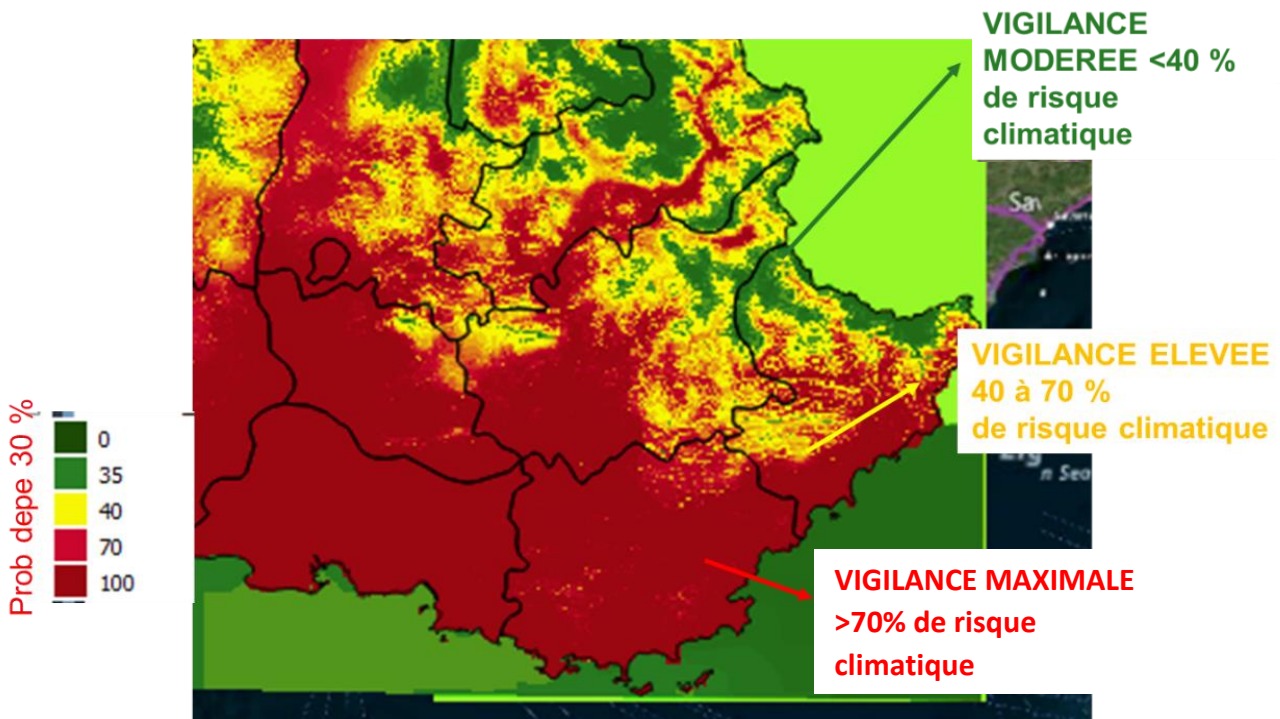 VIGILANCE
MODEREE <40 %
de risque
climatique
VIGILANCE ELEVEE
40 à 70 %
de risque climatique
n Sea
Prob depe 30 %
0
35
40
70
100
VIGILANCE MAXIMALE
>70% de risque
climatique